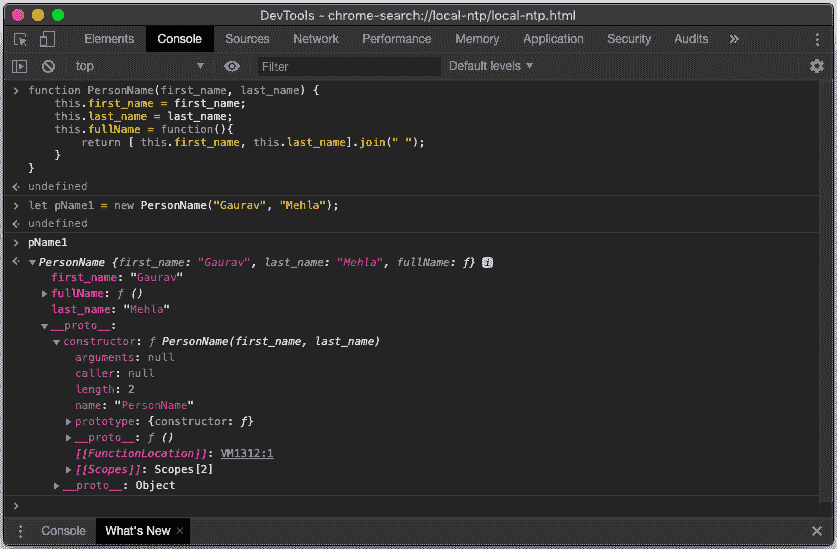 DevTools ~ chrome-search://local-ntp/local-ntp.html
Elements Console Sources Network Performance Memory Application Security Audits »
top ▼ Filter Default levels ▼
> function PersonName(first_name, last_name) {
this.first_name = first_name;
this.last_name = last_name;
this.fullName = function(){
return [ this.first_name, this.last_name].join(" ");
}
}
< undefined
> let pName1 = new PersonName("Gaurav", "Mehla");
< undefined
> pName1
< ▼ PersonName {first_name: "Gaurav", last_name: "Mehla", fullName: ƒ} i
first_name: "Gaurav"
▶ fullName: ƒ ()
last_name: "Mehla"
▼ __proto__:
▼ constructor: ƒ PersonName(first_name, last_name)
arguments: null
caller: null
length: 2
name: "PersonName"
▶ prototype: {constructor: ƒ}
▶ __proto__: ƒ ()
[[FunctionLocation]]: VM1312:1
▶ [[Scopes]]: Scopes[2]
▶ __proto__: Object
>
Console What's New ×